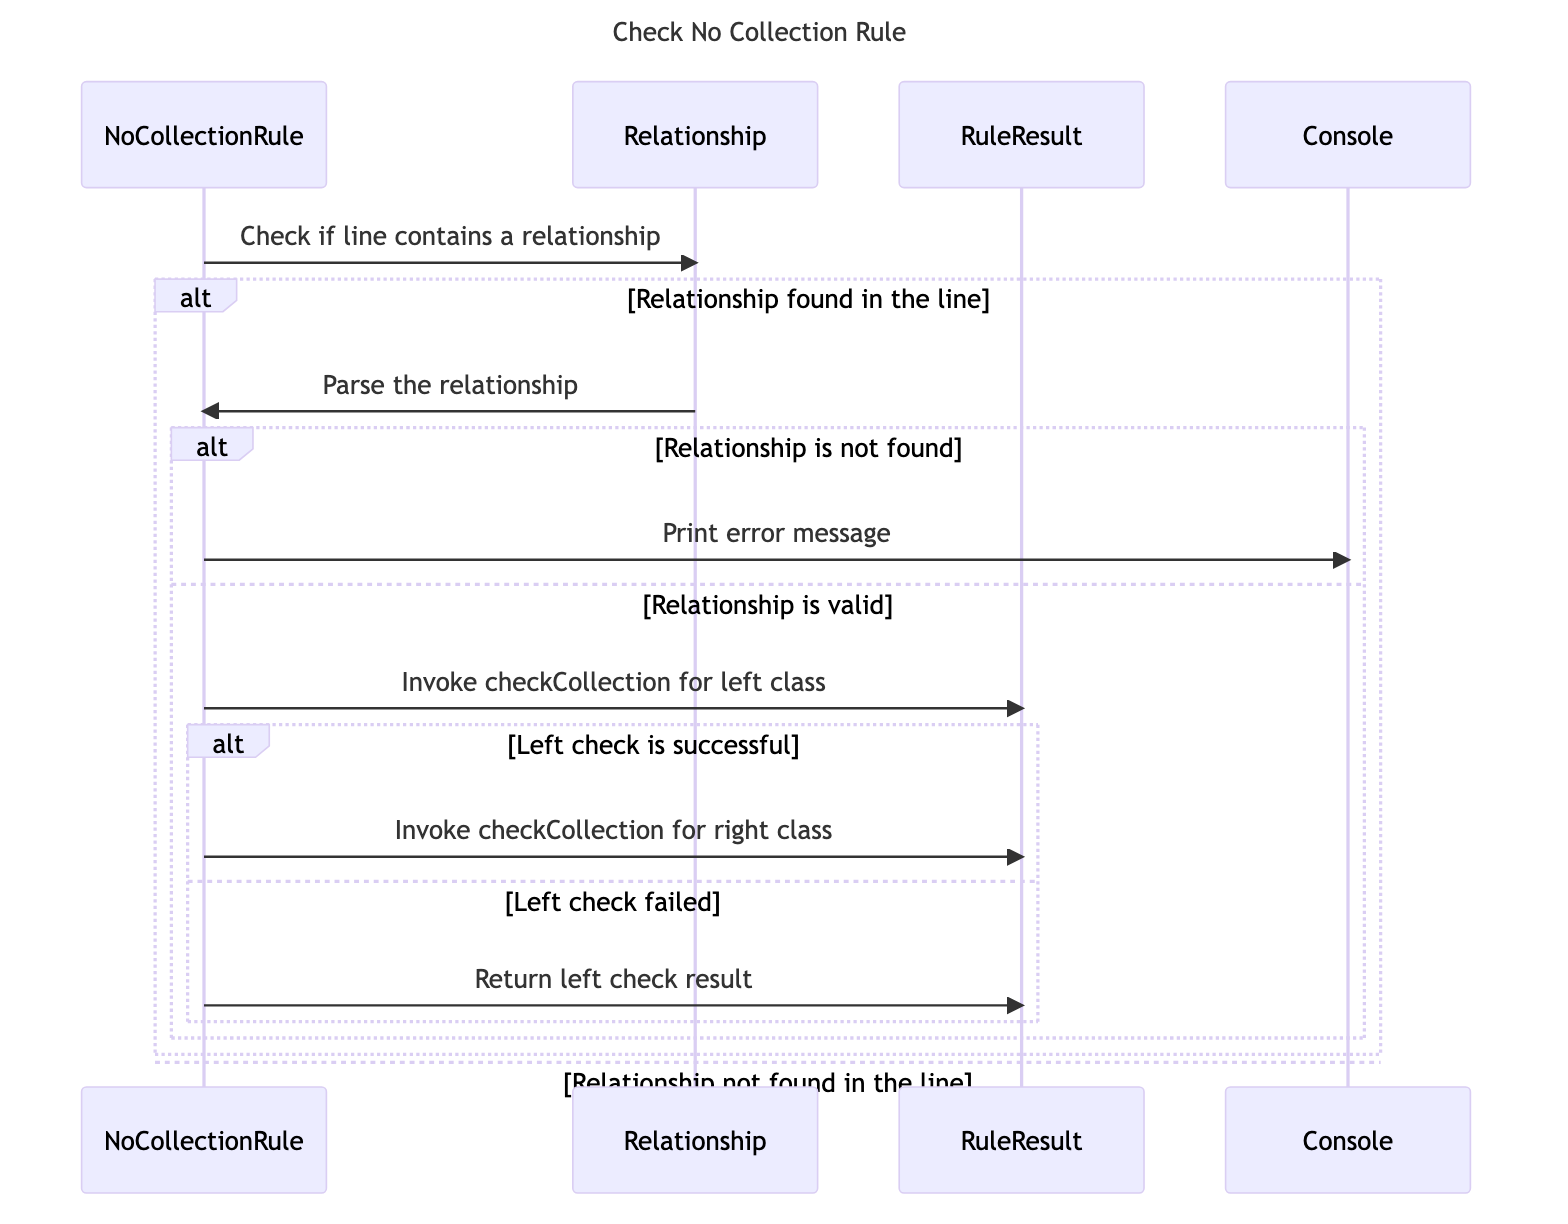 Check No Collection Rule
NoCollectionRule
Relationship
RuleResult
Console
Check if line contains a relationship
alt
[Relationship found in the line]
Parse the relationship
alt
[Relationship is not found]
Print error message
[Relationship is valid]
Invoke checkCollection for left class
alt
[Left check is successful]
Invoke checkCollection for right class
[Left check failed]
Return left check result
[Relationship not found in the line]
NoCollectionRule
Relationship
RuleResult
Console